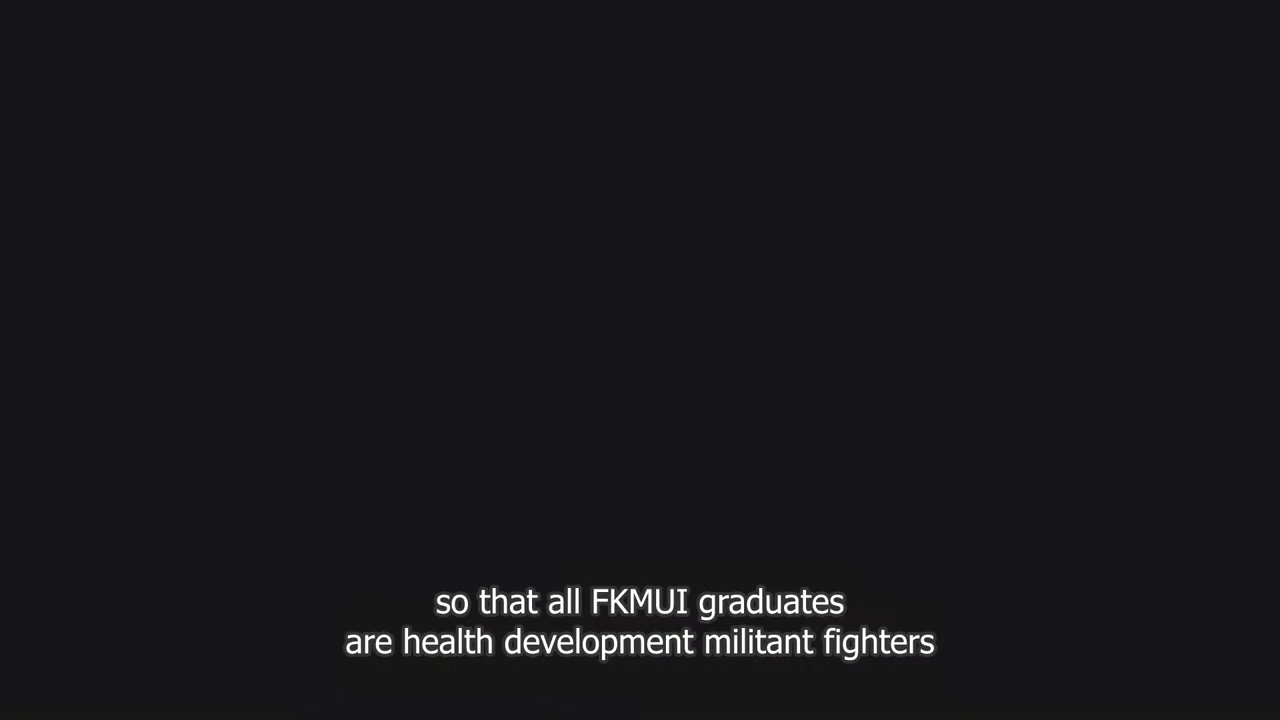 so that all FKMUI graduates
are health development militant fighters